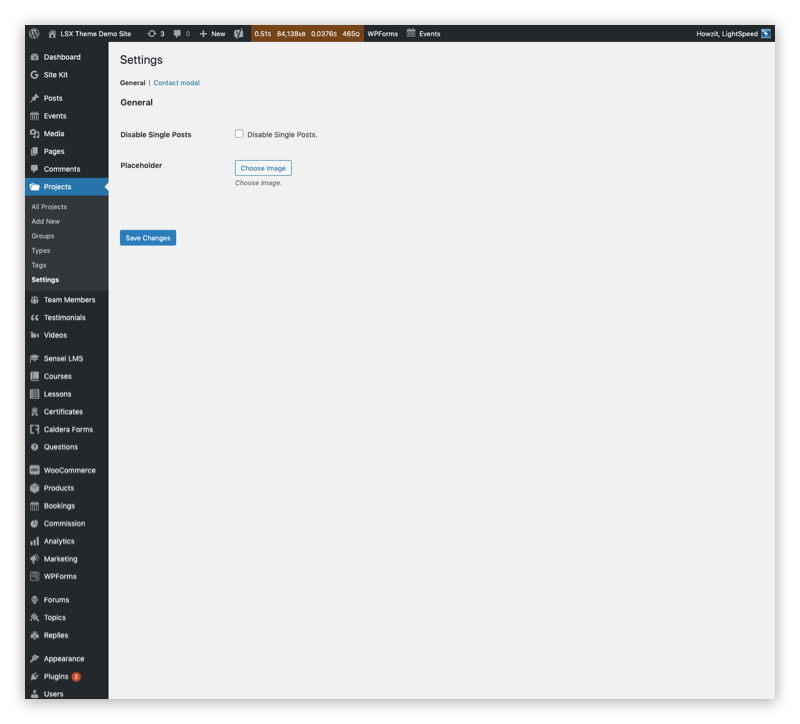 LSX Theme Demo Site 3 0 New 0.51s 84,138KB 0.0376s 465Q WPForms Events Howzit, LightSpeed
Dashboard
Site Kit
Posts
Events
Media
Pages
Comments
Projects
All Projects
Add New
Groups
Types
Tags
Settings
Team Members
Testimonials
Videos
Sensei LMS
Courses
Lessons
Certificates
Caldera Forms
Questions
WooCommerce
Products
Bookings
Commission
Analytics
Marketing
WPForms
Forums
Topics
Replies
Appearance
Plugins 2
Users
Settings
General | Contact modal
General
Disable Single Posts Disable Single Posts.
Placeholder Choose Image
Choose Image.
Save Changes